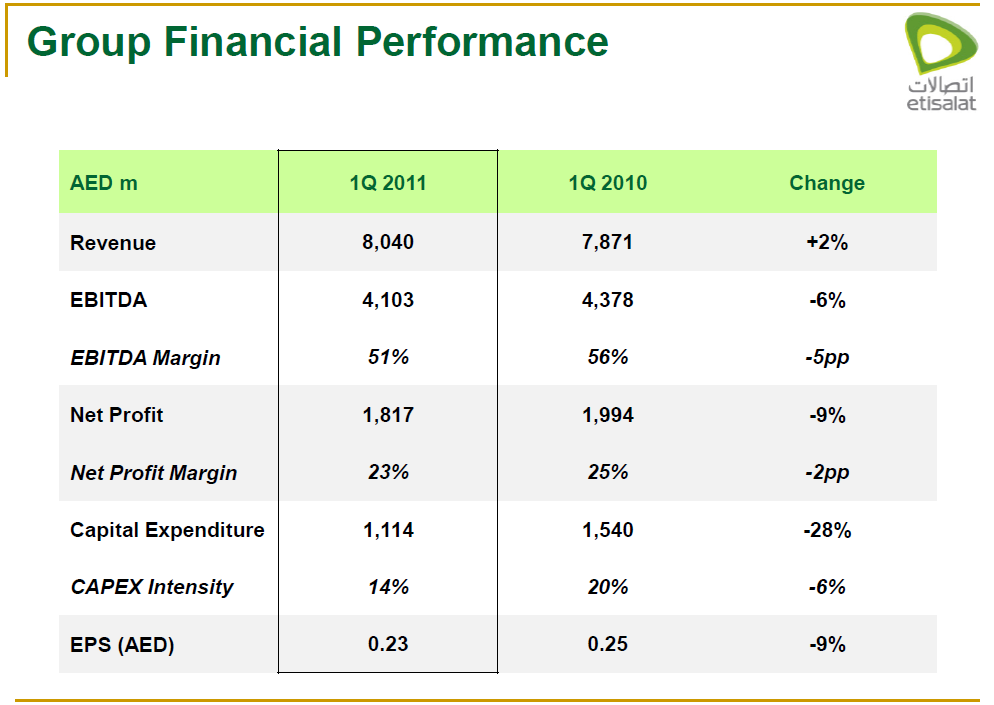 Group Financial Performance
اتصالات
etisalat
AED m 1Q 2011 1Q 2010 Change
Revenue 8,040 7,871 +2%
EBITDA 4,103 4,378 -6%
EBITDA Margin 51% 56% -5pp
Net Profit 1,817 1,994 -9%
Net Profit Margin 23% 25% -2pp
Capital Expenditure 1,114 1,540 -28%
CAPEX Intensity 14% 20% -6%
EPS (AED) 0.23 0.25 -9%